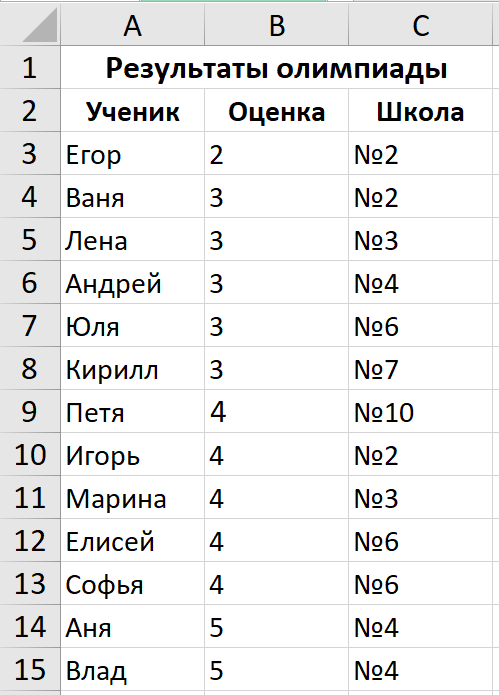 A B C
1 Результаты олимпиады
2 Ученик Оценка Школа
3 Егор 2 №2
4 Ваня 3 №2
5 Лена 3 №3
6 Андрей 3 №4
7 Юля 3 №6
8 Кирилл 3 №7
9 Петя 4 №10
10 Игорь 4 №2
11 Марина 4 №3
12 Елисей 4 №6
13 Софья 4 №6
14 Аня 5 №4
15 Влад 5 №4